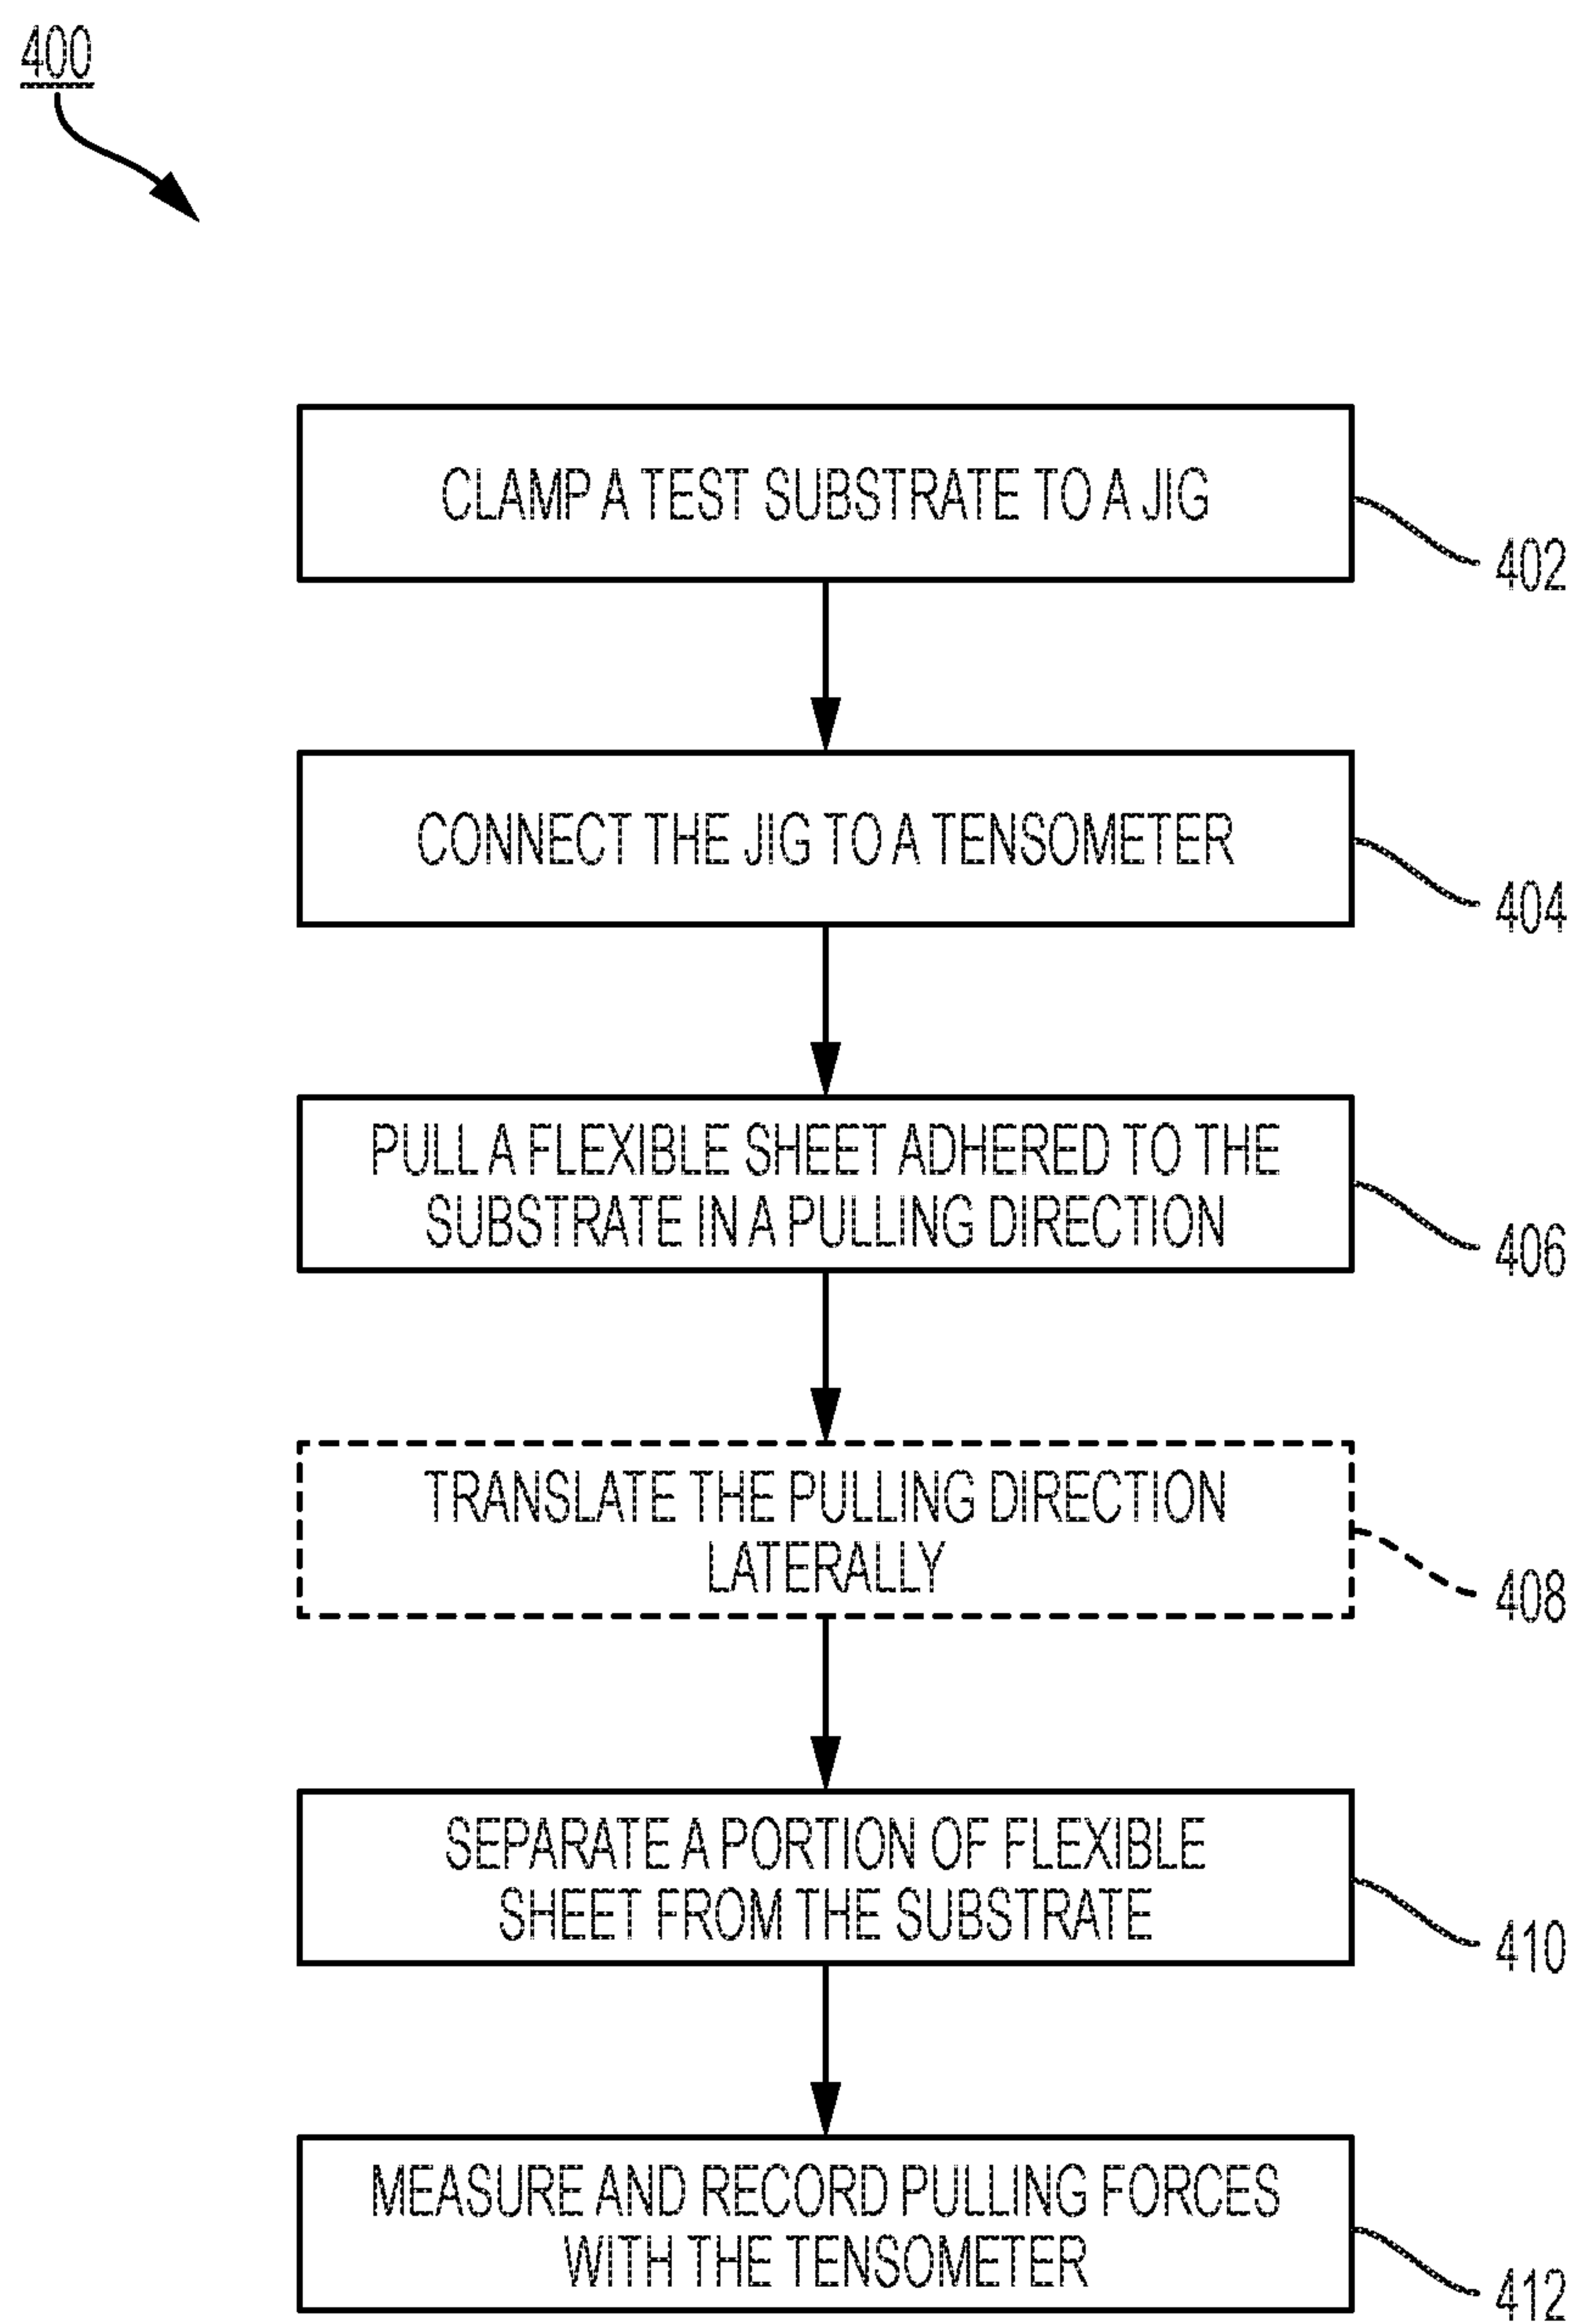 400
CLAMP A TEST SUBSTRATE TO A JIG
402
CONNECT THE JIG TO A TENSOMETER
404
PULL A FLEXIBLE SHEET ADHERED TO THE
SUBSTRATE IN A PULLING DIRECTION
406
TRANSLATE THE PULLING DIRECTION
LATERALLY
408
SEPARATE A PORTION OF FLEXIBLE
SHEET FROM THE SUBSTRATE
410
MEASURE AND RECORD PULLING FORCES
WITH THE TENSOMETER
412